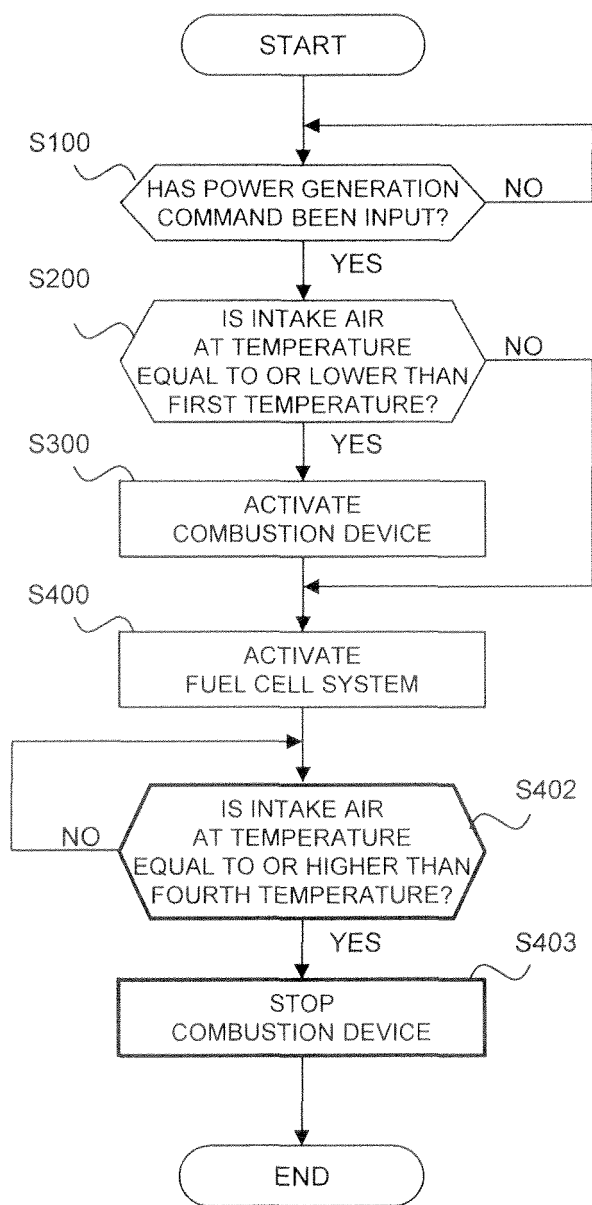 START
S100
HAS POWER GENERATION
COMMAND BEEN INPUT?
NO
YES
S200
IS INTAKE AIR
AT TEMPERATURE
EQUAL TO OR LOWER THAN
FIRST TEMPERATURE?
NO
YES
S300
ACTIVATE
COMBUSTION DEVICE
S400
ACTIVATE
FUEL CELL SYSTEM
S402
IS INTAKE AIR
AT TEMPERATURE
EQUAL TO OR HIGHER THAN
FOURTH TEMPERATURE?
NO
YES
S403
STOP
COMBUSTION DEVICE
END